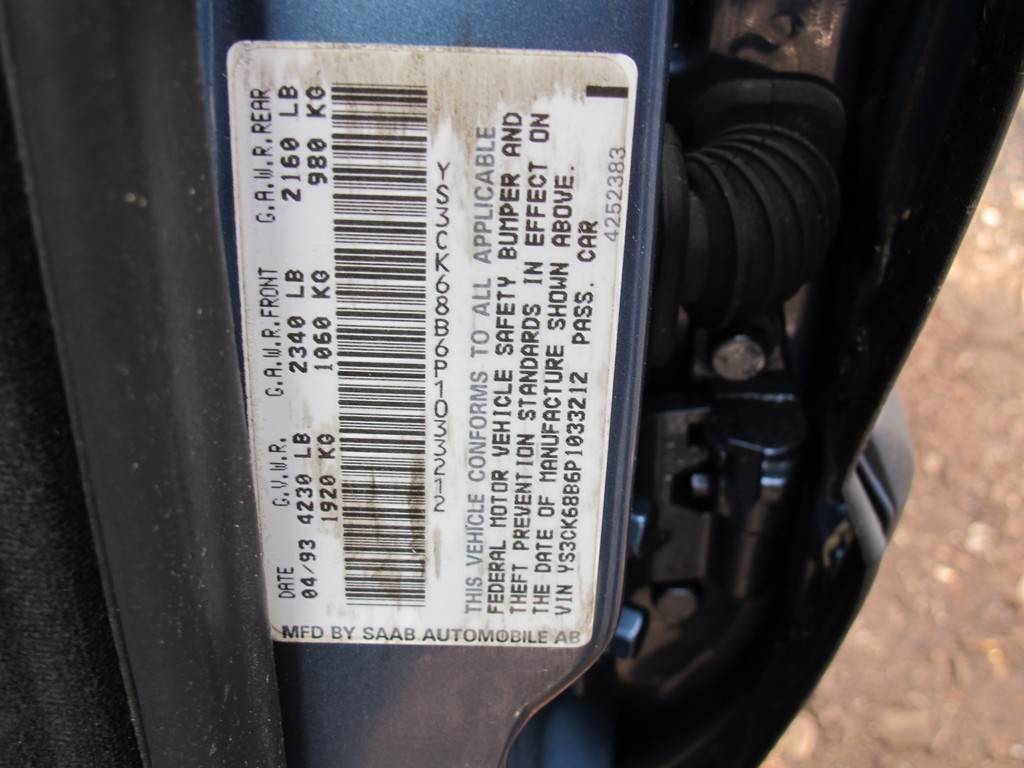 MFD BY SAAB AUTOMOBILE AB
DATE G.V.W.R. G.A.W.R.FRONT G.A.W.R.REAR
04/93 4230 LB 2340 LB 2160 LB
1920 KG 1060 KG 980 KG
YS3CK68B6P1033212
THIS VEHICLE CONFORMS TO ALL APPLICABLE
FEDERAL MOTOR VEHICLE SAFETY BUMPER AND
THEFT PREVENTION STANDARDS IN EFFECT ON
THE DATE OF MANUFACTURE SHOWN ABOVE.
VIN YS3CK68B6P1033212 PASS. CAR
4252383